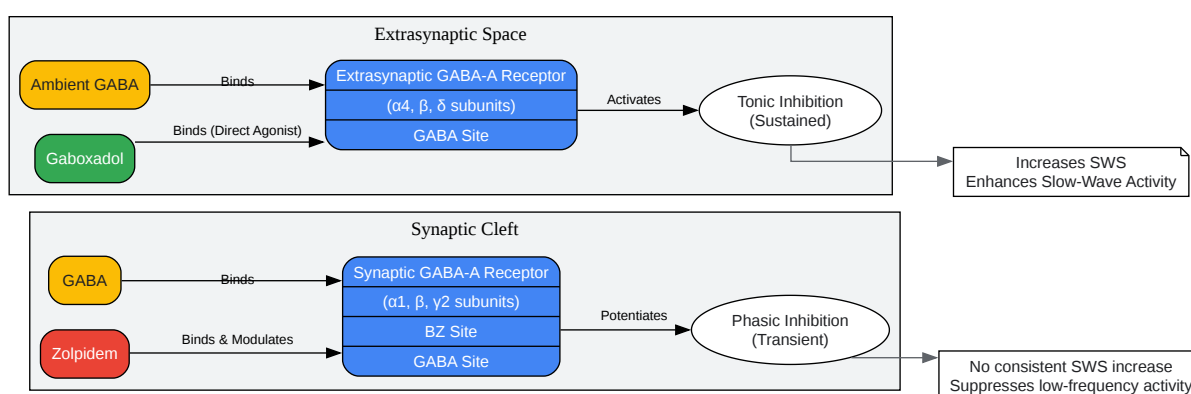 Extrasynaptic Space
Ambient GABA
Binds
Extrasynaptic GABA-A Receptor
(α4, β, δ subunits)
GABA Site
Gaboxadol
Binds (Direct Agonist)
Activates
Tonic Inhibition
(Sustained)
Increases SWS
Enhances Slow-Wave Activity
Synaptic Cleft
GABA
Binds
Synaptic GABA-A Receptor
(α1, β, γ2 subunits)
BZ Site
GABA Site
Zolpidem
Binds & Modulates
Potentiates
Phasic Inhibition
(Transient)
No consistent SWS increase
Suppresses low-frequency activity